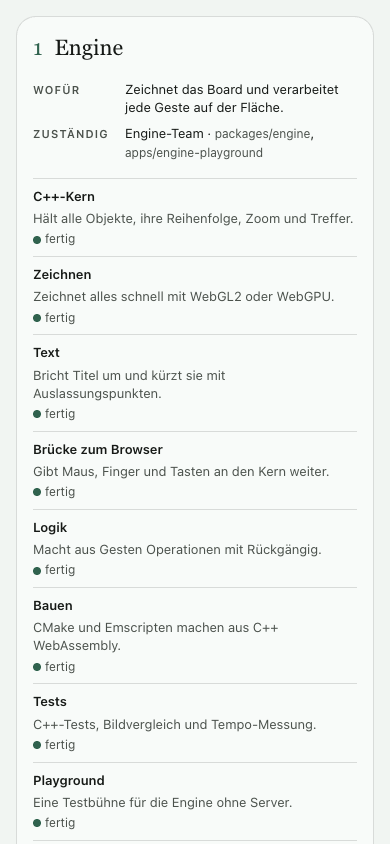 1 Engine
WOFÜR Zeichnet das Board und verarbeitet
jede Geste auf der Fläche.
ZUSTÄNDIG Engine-Team · packages/engine,
apps/engine-playground
C++-Kern
Hält alle Objekte, ihre Reihenfolge, Zoom und Treffer.
fertig
Zeichnen
Zeichnet alles schnell mit WebGL2 oder WebGPU.
fertig
Text
Bricht Titel um und kürzt sie mit
Auslassungspunkten.
fertig
Brücke zum Browser
Gibt Maus, Finger und Tasten an den Kern weiter.
fertig
Logik
Macht aus Gesten Operationen mit Rückgängig.
fertig
Bauen
CMake und Emscripten machen aus C++
WebAssembly.
fertig
Tests
C++-Tests, Bildvergleich und Tempo-Messung.
fertig
Playground
Eine Testbühne für die Engine ohne Server.
fertig